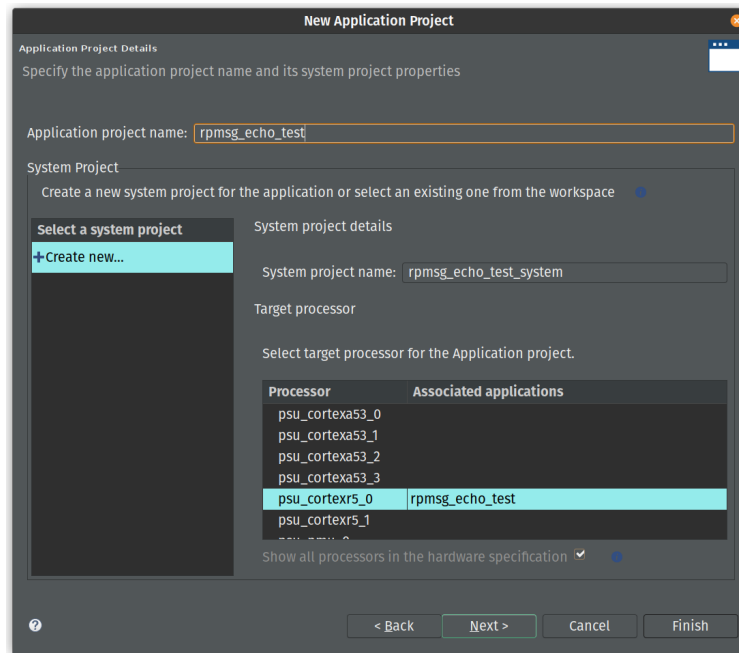 New Application Project
Application Project Details
Specify the application project name and its system project properties
Application project name: rpmsg_echo_test
System Project
Create a new system project for the application or select an existing one from the workspace
Select a system project
+Create new...
System project details
System project name: rpmsg_echo_test_system
Target processor
Select target processor for the Application project.
Processor Associated applications
psu_cortexa53_0
psu_cortexa53_1
psu_cortexa53_2
psu_cortexa53_3
psu_cortexr5_0 rpmsg_echo_test
psu_cortexr5_1
Show all processors in the hardware specification
< Back Next > Cancel Finish